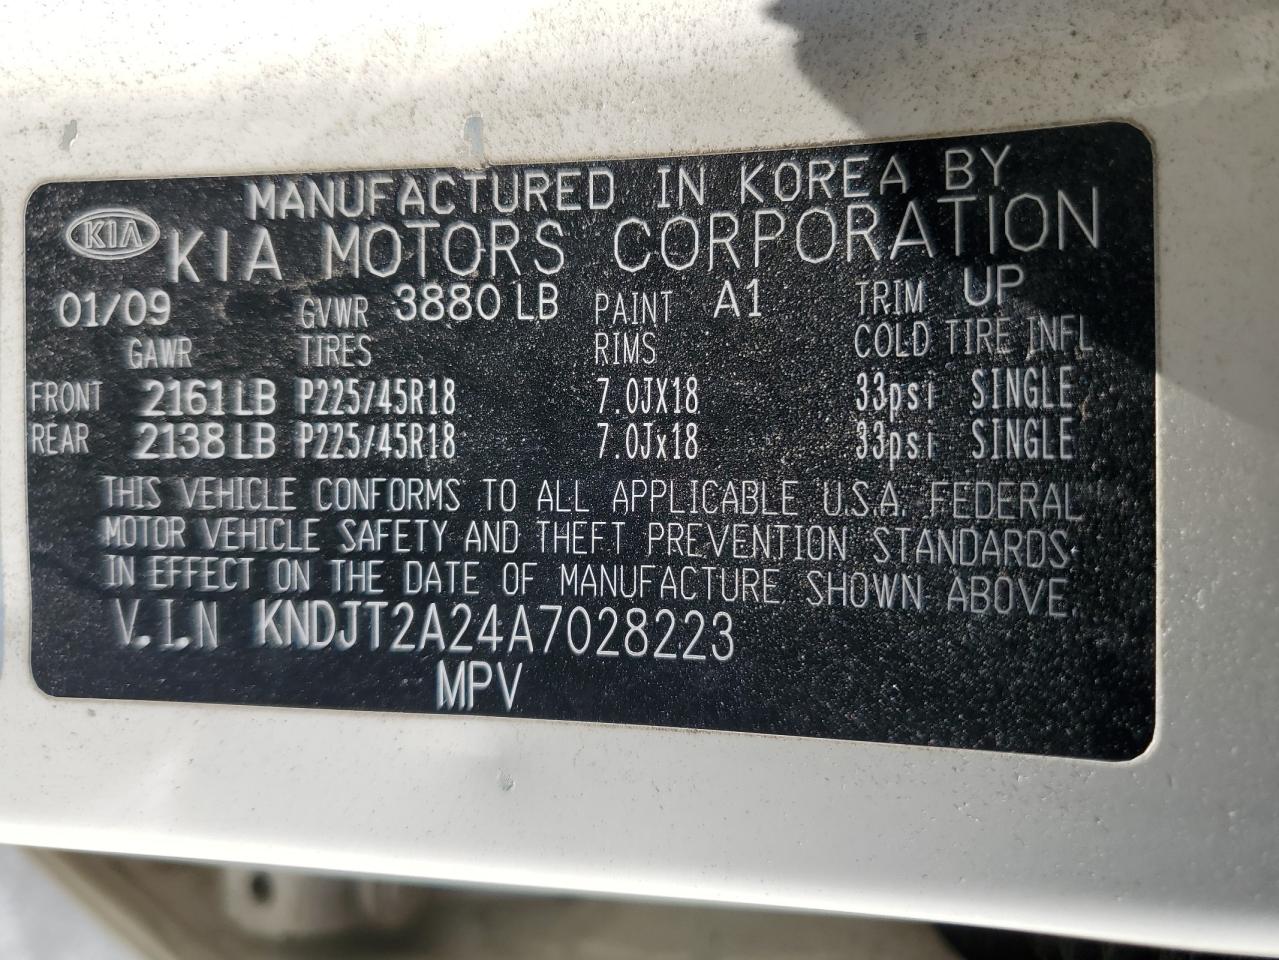 MANUFACTURED IN KOREA BY
KIA KIA MOTORS CORPORATION
01/09 GVWR 3880 LB PAINT A1 TRIM UP
GAWR TIRES RIMS COLD TIRE INFL
FRONT 2161 LB P225/45R18 7.0JX18 33psi SINGLE
REAR 2138 LB P225/45R18 7.0Jx18 33psi SINGLE
THIS VEHICLE CONFORMS TO ALL APPLICABLE U.S.A. FEDERAL
MOTOR VEHICLE SAFETY AND THEFT PREVENTION STANDARDS
IN EFFECT ON THE DATE OF MANUFACTURE SHOWN ABOVE.
V.I.N KNDJT2A24A7028223
MPV